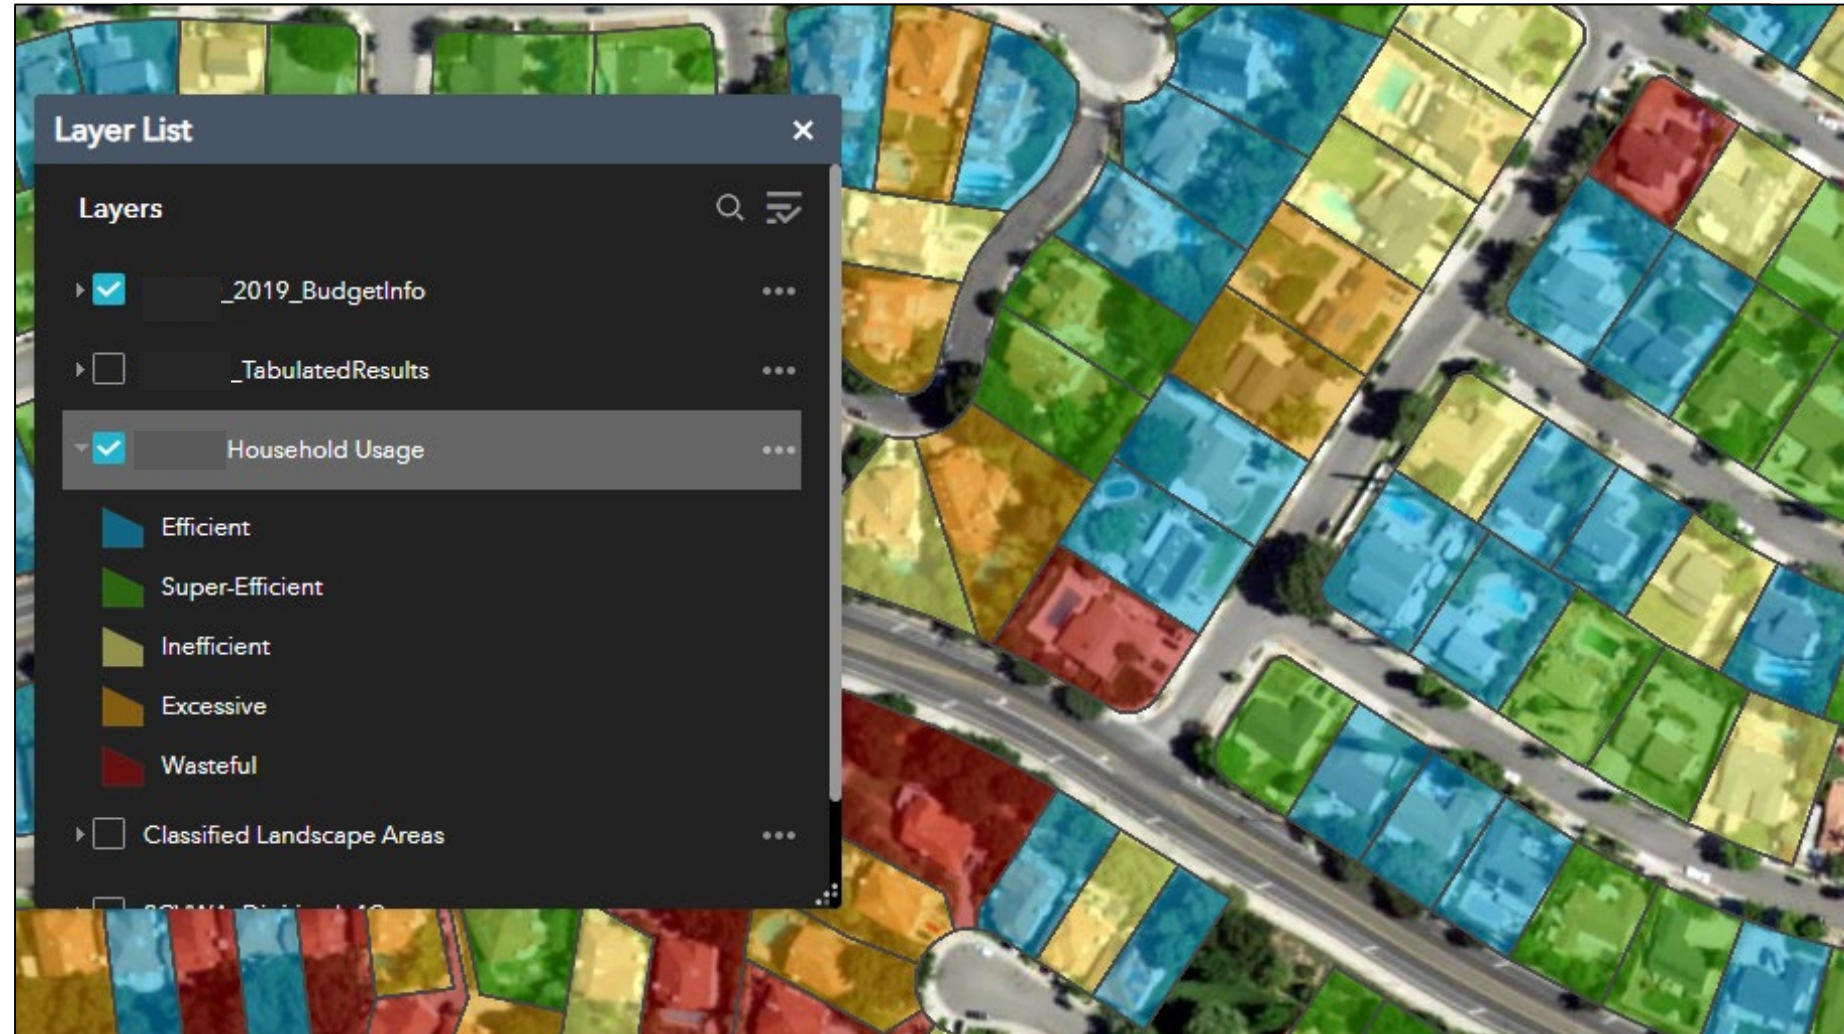 Layer List
Layers
_2019_BudgetInfo
_TabulatedResults
Household Usage
Efficient
Super-Efficient
Inefficient
Excessive
Wasteful
Classified Landscape Areas